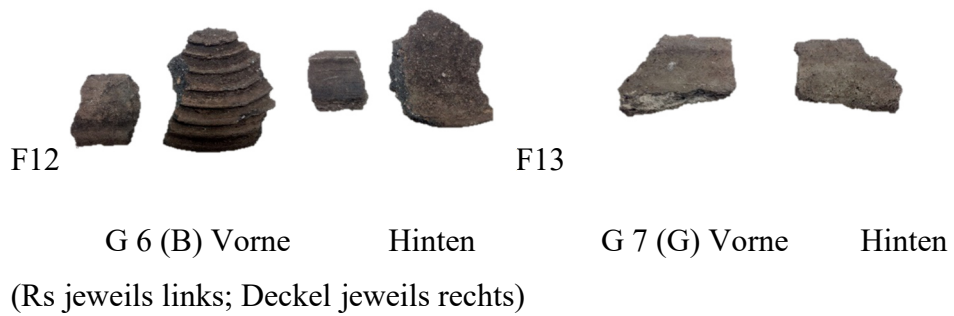 F12 F13
G 6 (B) Vorne Hinten G 7 (G) Vorne Hinten
(Rs jeweils links; Deckel jeweils rechts)